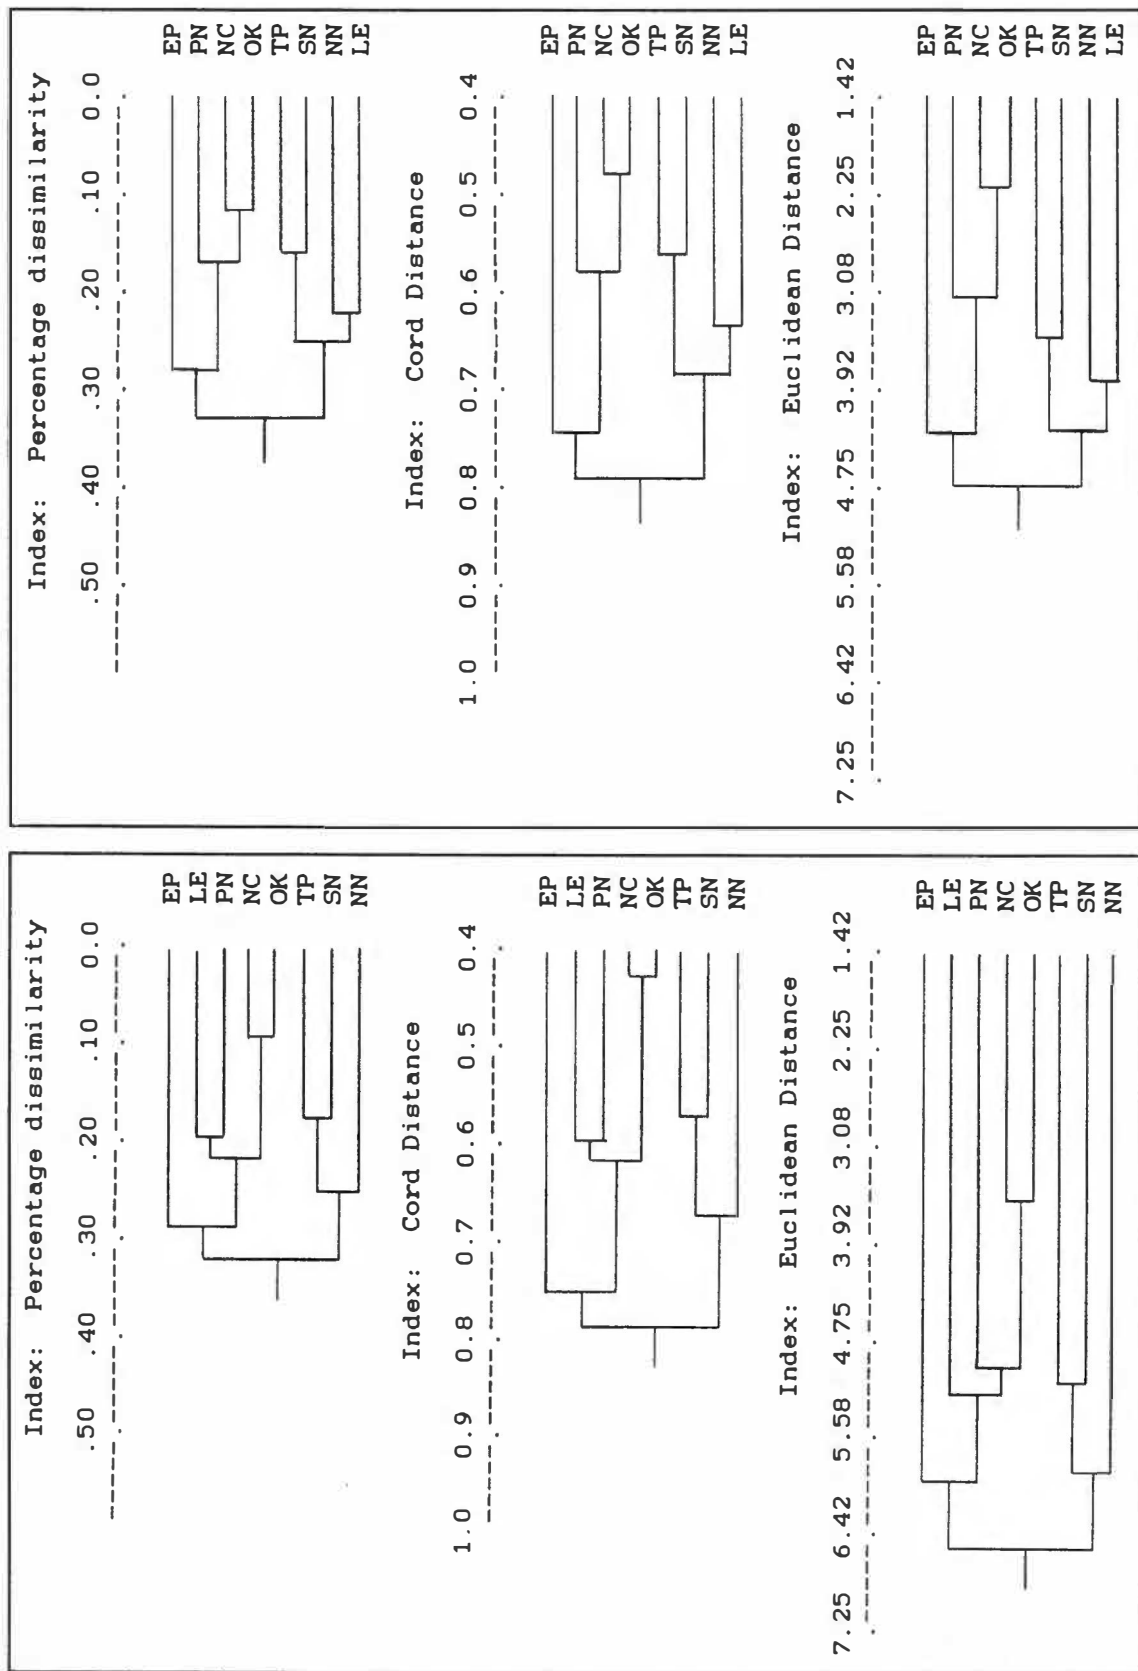 Index: Percentage dissimilarity
.50 .40 .30 .20 .10 0.0
EP
LE
PN
NC
OK
TP
SN
NN
Index: Cord Distance
1.0 0.9 0.8 0.7 0.6 0.5 0.4
EP
LE
PN
NC
OK
TP
SN
NN
Index: Euclidean Distance
7.25 6.42 5.58 4.75 3.92 3.08 2.25 1.42
EP
LE
PN
NC
OK
TP
SN
NN
Index: Percentage dissimilarity
.50 .40 .30 .20 .10 0.0
EP
PN
NC
OK
TP
SN
NN
LE
Index: Cord Distance
1.0 0.9 0.8 0.7 0.6 0.5 0.4
EP
PN
NC
OK
TP
SN
NN
LE
Index: Euclidean Distance
7.25 6.42 5.58 4.75 3.92 3.08 2.25 1.42
EP
PN
NC
OK
TP
SN
NN
LE